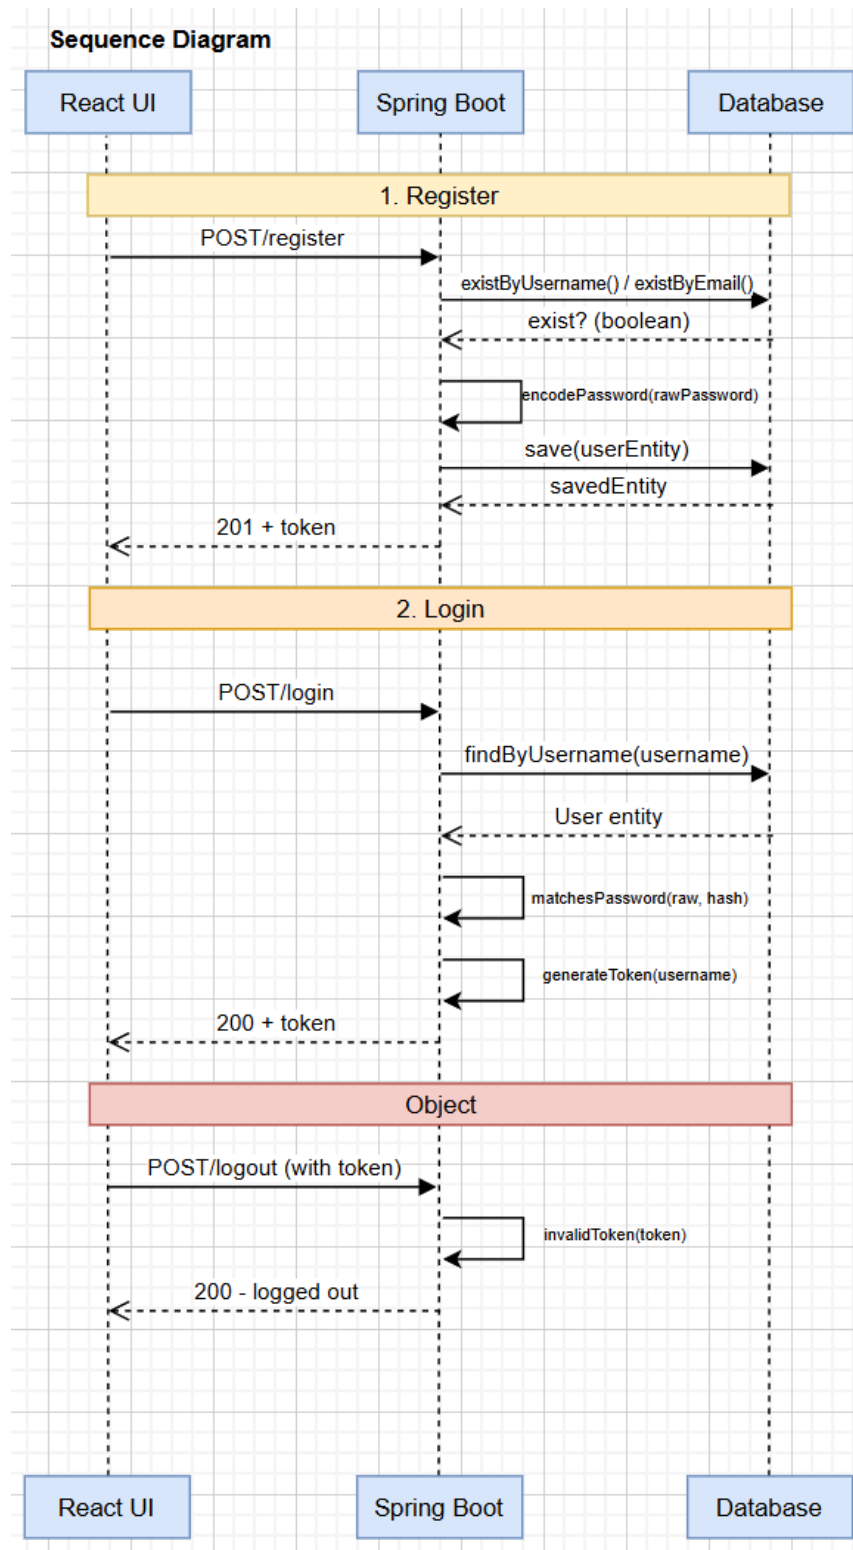 Sequence Diagram
React UI
Spring Boot
Database
1. Register
POST/register
existByUsername() / existByEmail()
exist? (boolean)
encodePassword(rawPassword)
save(userEntity)
savedEntity
201 + token
2. Login
POST/login
findByUsername(username)
User entity
matchesPassword(raw, hash)
generateToken(username)
200 + token
Object
POST/logout (with token)
invalidToken(token)
200 - logged out
React UI
Spring Boot
Database